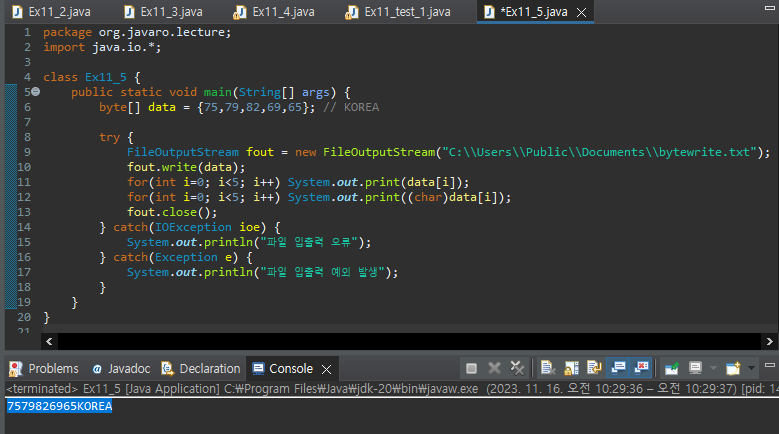 Ex11_2.java Ex11_3.java Ex11_4.java Ex11_test_1.java *Ex11_5.java
1 package org.javaro.lecture;
2 import java.io.*;
3
4 class Ex11_5 {
5 public static void main(String[] args) {
6 byte[] data = {75,79,82,69,65}; // KOREA
7
8 try {
9 FileOutputStream fout = new FileOutputStream("C:\\Users\\Public\\Documents\\bytewrite.txt");
10 fout.write(data);
11 for(int i=0; i<5; i++) System.out.print(data[i]);
12 for(int i=0; i<5; i++) System.out.print((char)data[i]);
13 fout.close();
14 } catch(IOException ioe) {
15 System.out.println("파일 입출력 오류");
16 } catch(Exception e) {
17 System.out.println("파일 입출력 예외 발생");
18 }
19 }
20 }
21
Problems Javadoc Declaration Console
<terminated> Ex11_5 [Java Application] C:￦Program Files￦Java￦jdk-20￦bin￦javaw.exe (2023. 11. 16. 오전 10:29:36 – 오전 10:29:37) [pid: 14
7579826965KOREA